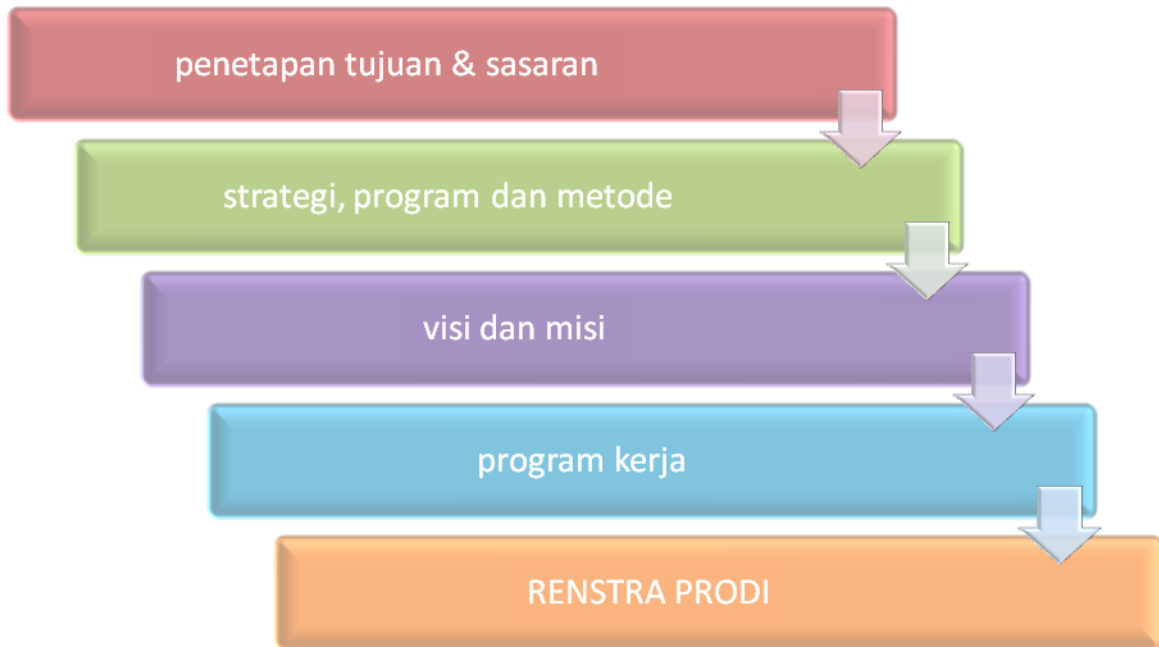 penetapan tujuan & sasaran
strategi, program dan metode
visi dan misi
program kerja
RENSTRA PRODI